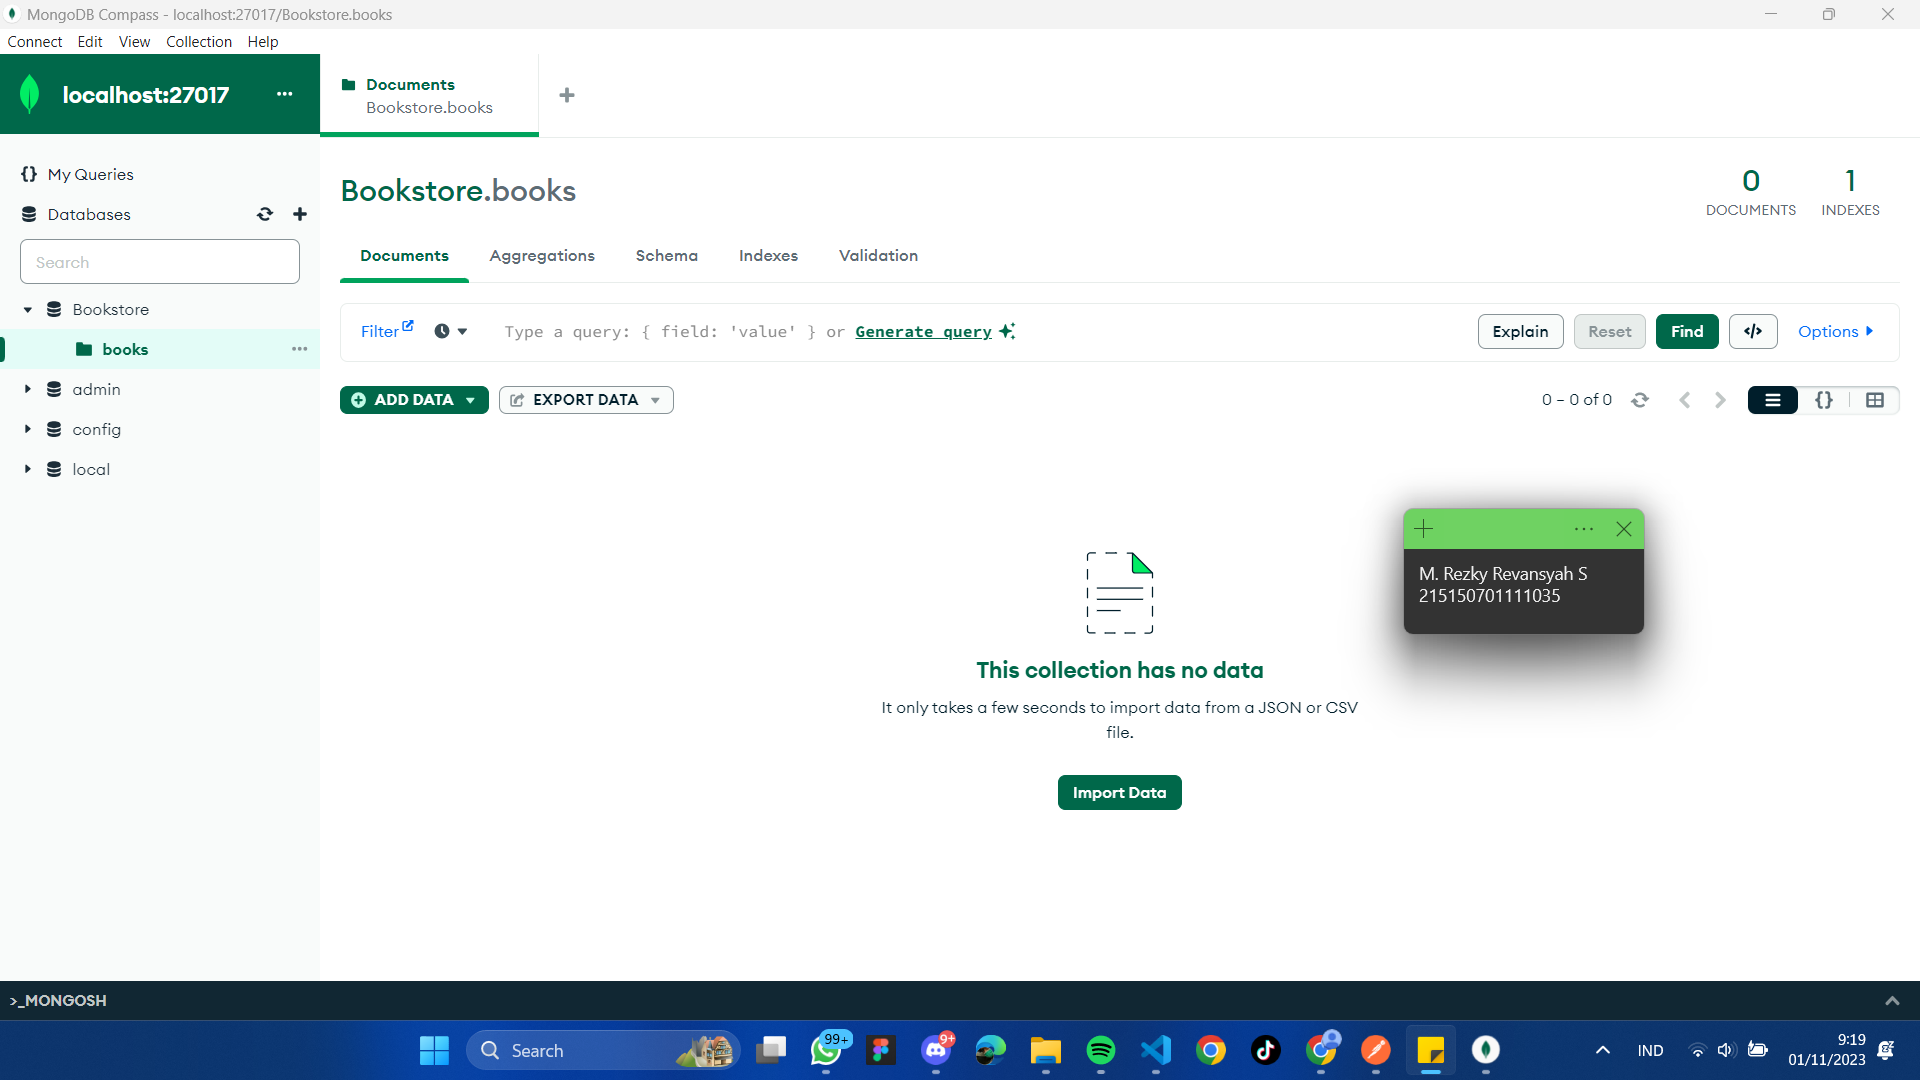 MongoDB Compass - localhost:27017/Bookstore.books
Connect Edit View Collection Help
localhost:27017
Documents
Bookstore.books
My Queries
Databases
Search
Bookstore
books
admin
config
local
Bookstore.books
0
DOCUMENTS
1
INDEXES
Documents Aggregations Schema Indexes Validation
Filter
Type a query: { field: 'value' } or Generate query
Explain Reset Find </> Options
ADD DATA
EXPORT DATA
0 – 0 of 0
{}
M. Rezky Revansyah S
215150701111035
This collection has no data
It only takes a few seconds to import data from a JSON or CSV
file.
Import Data
>_MONGOSH
Search
99+
9+
IND
9:19
01/11/2023